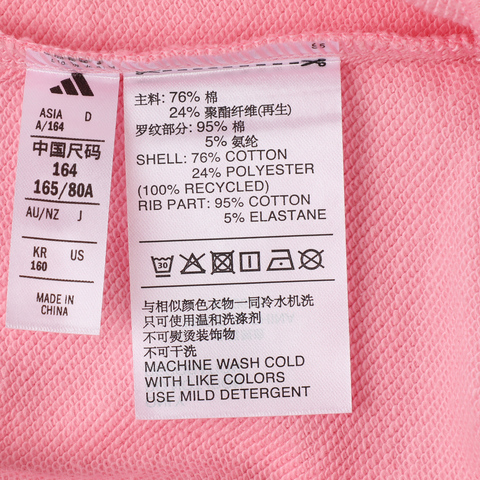 ASIA D
A/164
中国尺码
164
165/80A
AU/NZ J
KR US
160
MADE IN
CHINA
主料: 76% 棉
24% 聚酯纤维(再生)
罗纹部分: 95% 棉
5% 氨纶
SHELL: 76% COTTON
24% POLYESTER
(100% RECYCLED)
RIB PART: 95% COTTON
5% ELASTANE
30
与相似颜色衣物一同冷水机洗
只可使用温和洗涤剂
不可熨烫装饰物
不可干洗
MACHINE WASH COLD
WITH LIKE COLORS
USE MILD DETERGENT